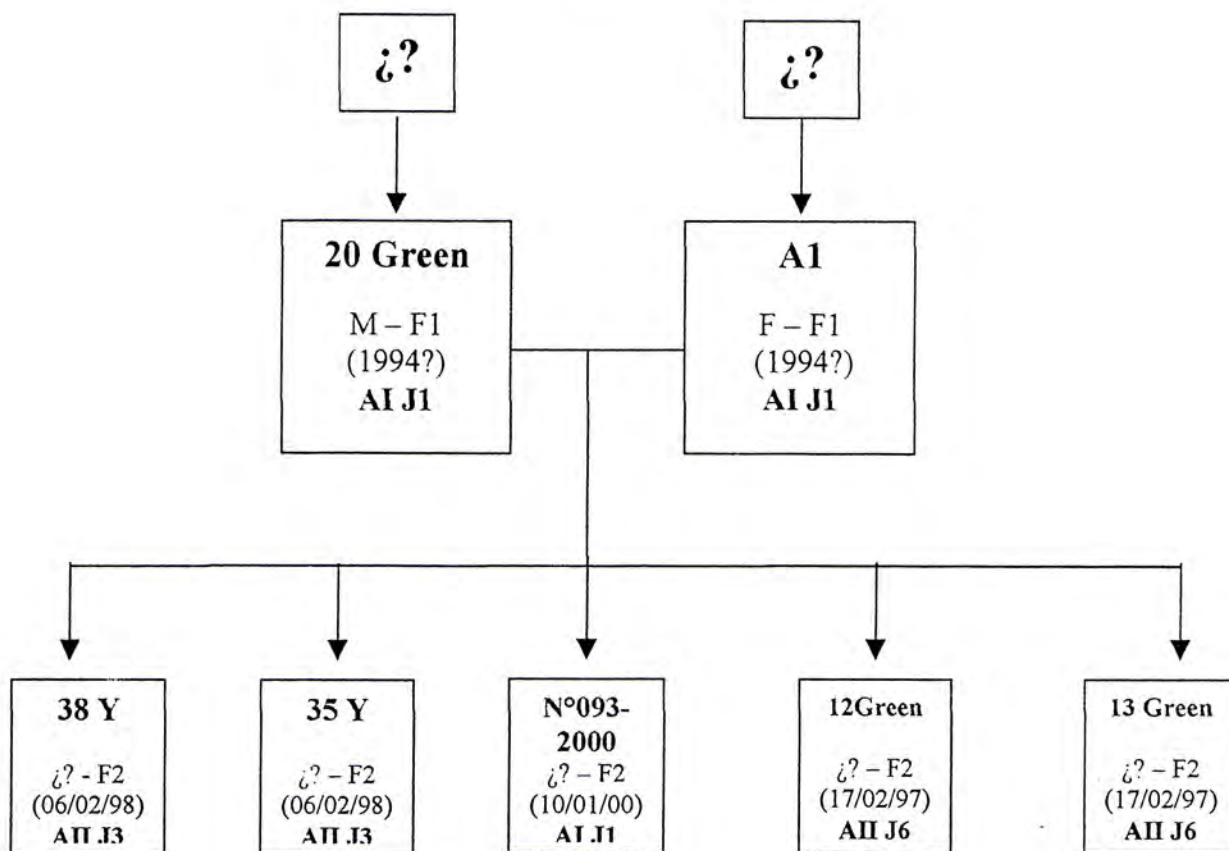 ¿?
¿?
20 Green
M – F1
(1994?)
AI J1
A1
F – F1
(1994?)
AI J1
38 Y
¿? - F2
(06/02/98)
AII J3
35 Y
¿? – F2
(06/02/98)
AII J3
N°093-
2000
¿? – F2
(10/01/00)
AI J1
12Green
¿? – F2
(17/02/97)
AII J6
13 Green
¿? – F2
(17/02/97)
AII J6